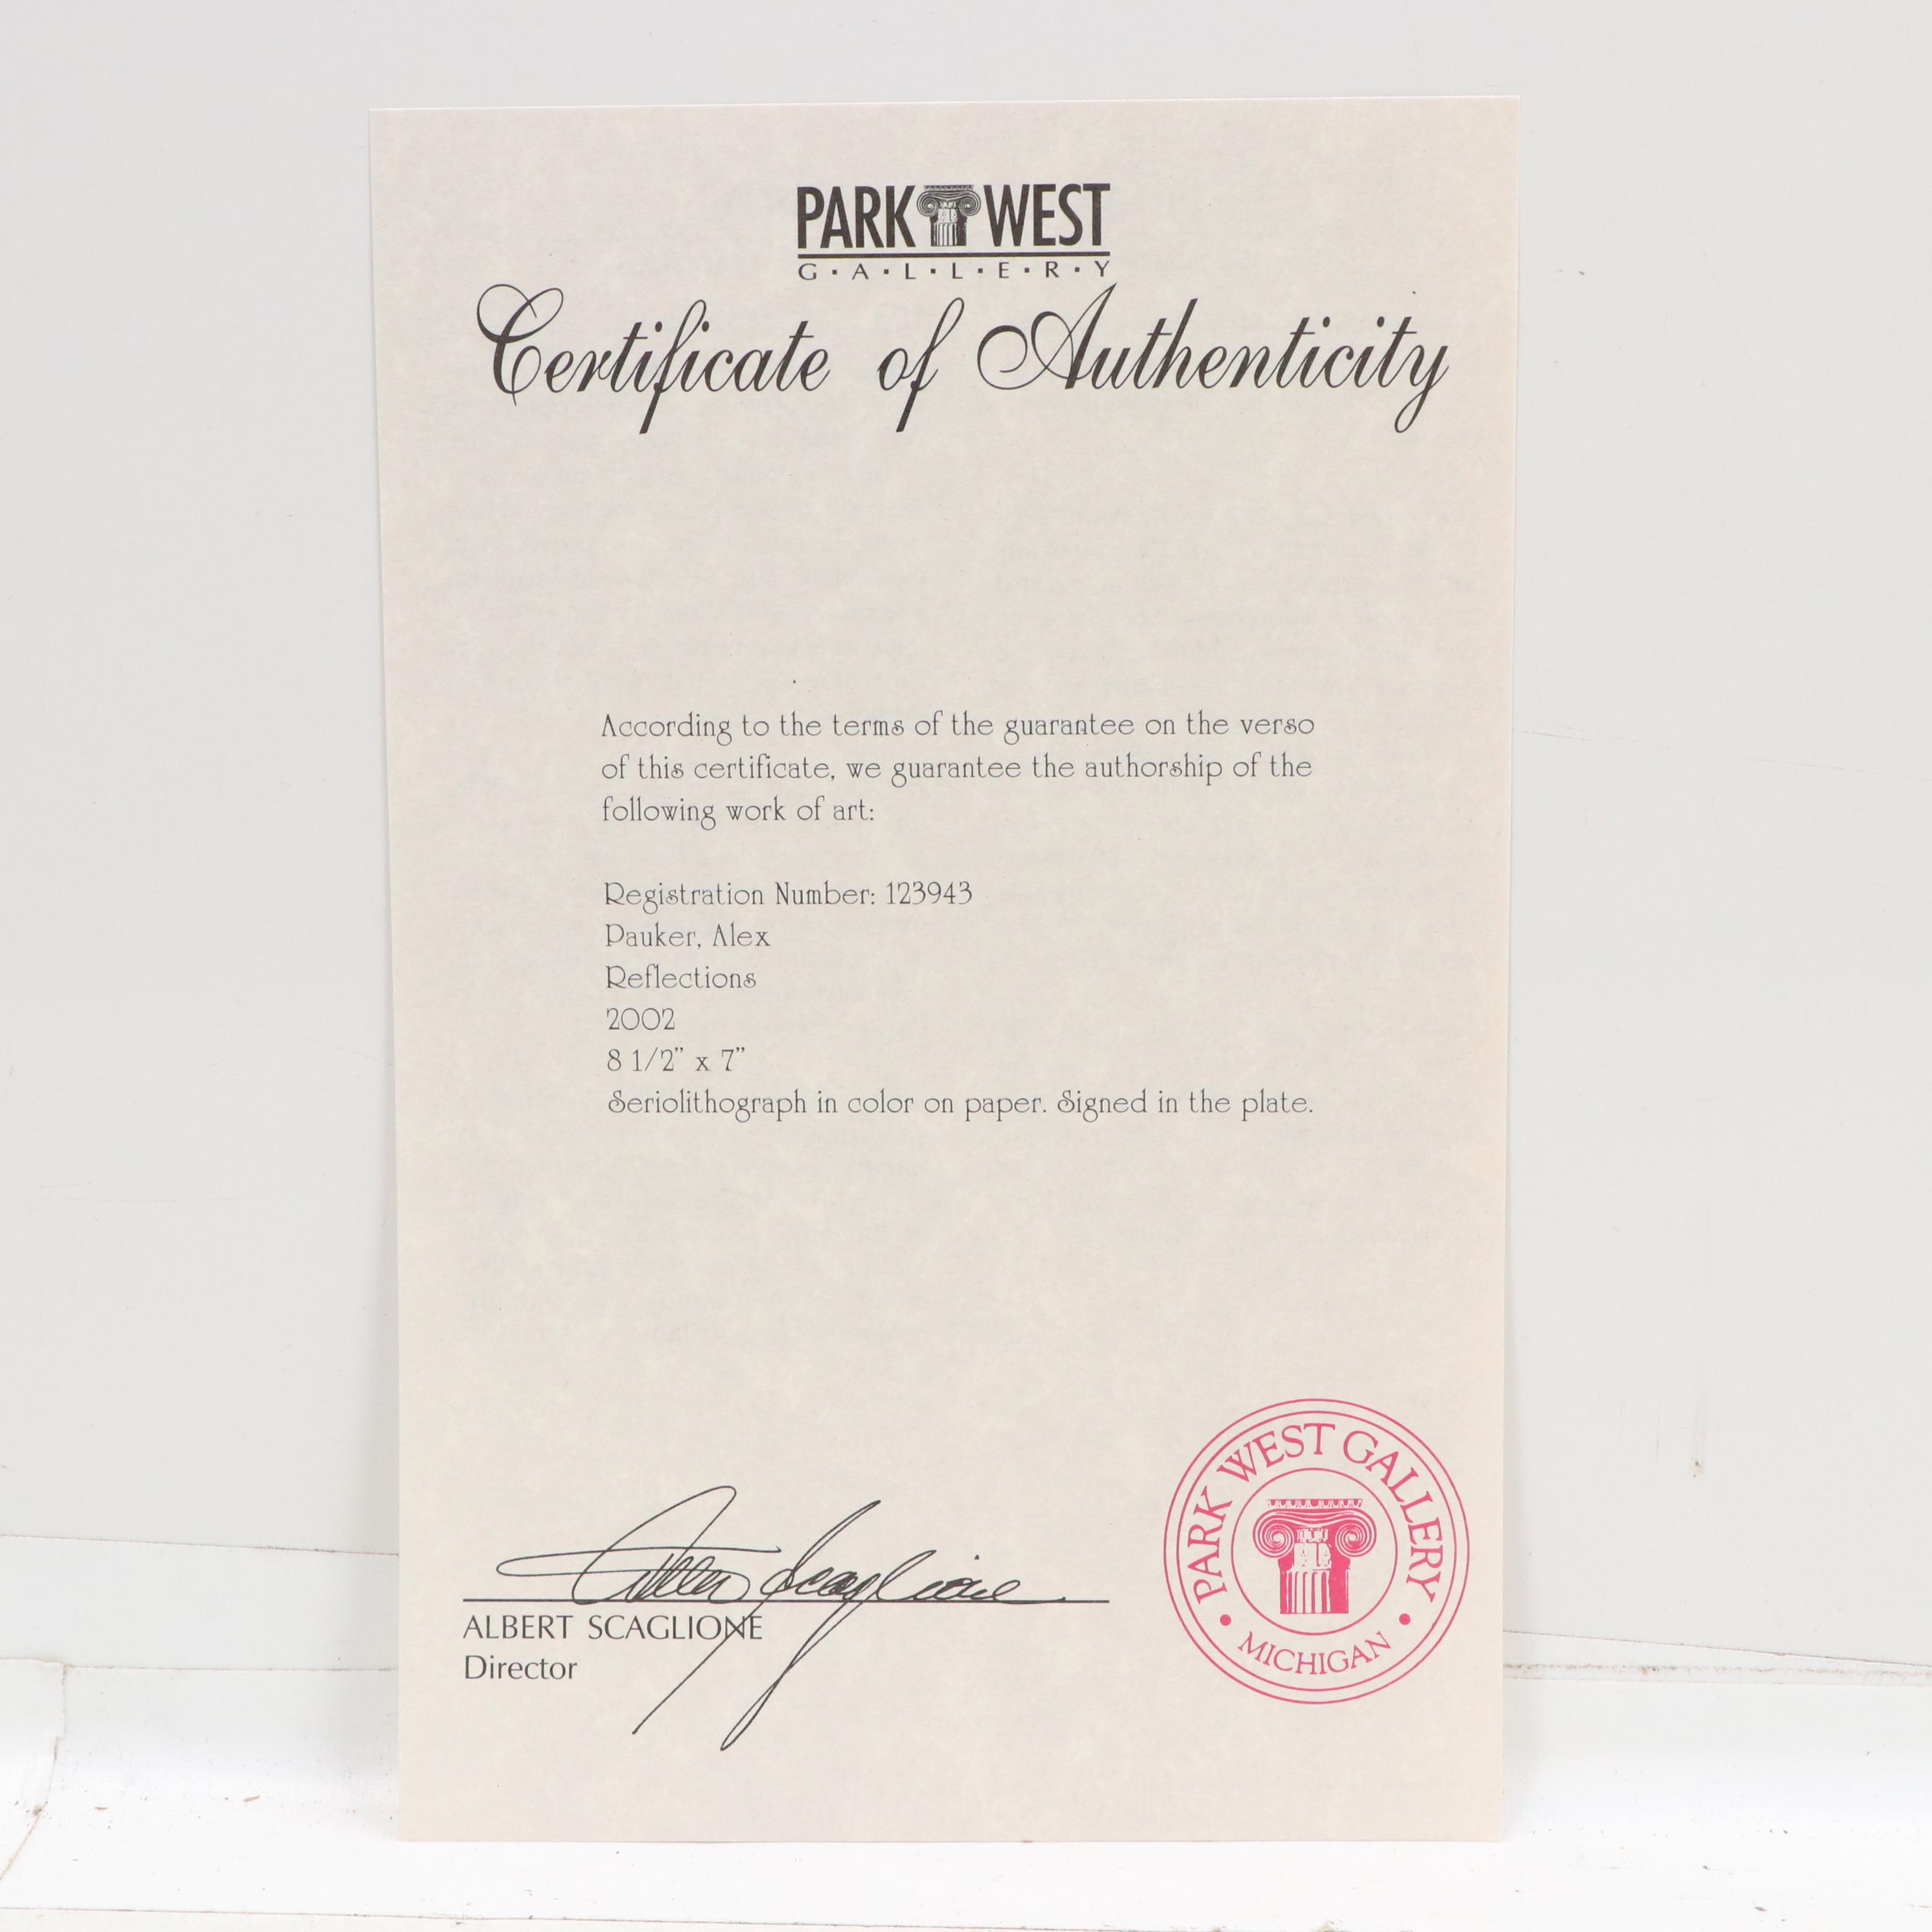 PARK WEST
G·A·L·L·E·R·Y
Certificate of Authenticity
According to the terms of the guarantee on the verso
of this certificate, we guarantee the authorship of the
following work of art:
Registration Number: 123943
Pauker, Alex
Reflections
2002
8 1/2" x 7"
Seriolithograph in color on paper. Signed in the plate.
Albert Scaglione
ALBERT SCAGLIONE
Director
PARK WEST GALLERY
• MICHIGAN •